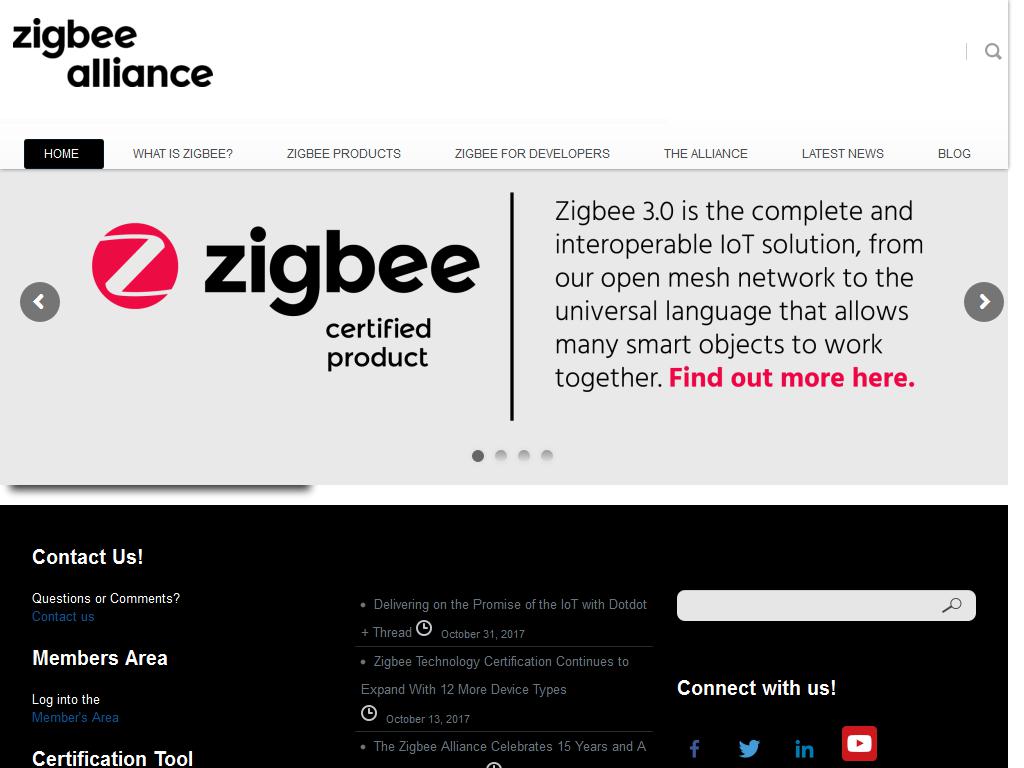 zigbee
alliance
HOME
WHAT IS ZIGBEE?
ZIGBEE PRODUCTS
ZIGBEE FOR DEVELOPERS
THE ALLIANCE
LATEST NEWS
BLOG
zigbee
certified
product
Zigbee 3.0 is the complete and
interoperable IoT solution, from
our open mesh network to the
universal language that allows
many smart objects to work
together. Find out more here.
Contact Us!
Questions or Comments?
Contact us
Members Area
Log into the
Member's Area
Certification Tool
Delivering on the Promise of the IoT with Dotdot
+ Thread October 31, 2017
Zigbee Technology Certification Continues to
Expand With 12 More Device Types
October 13, 2017
The Zigbee Alliance Celebrates 15 Years and A
Connect with us!